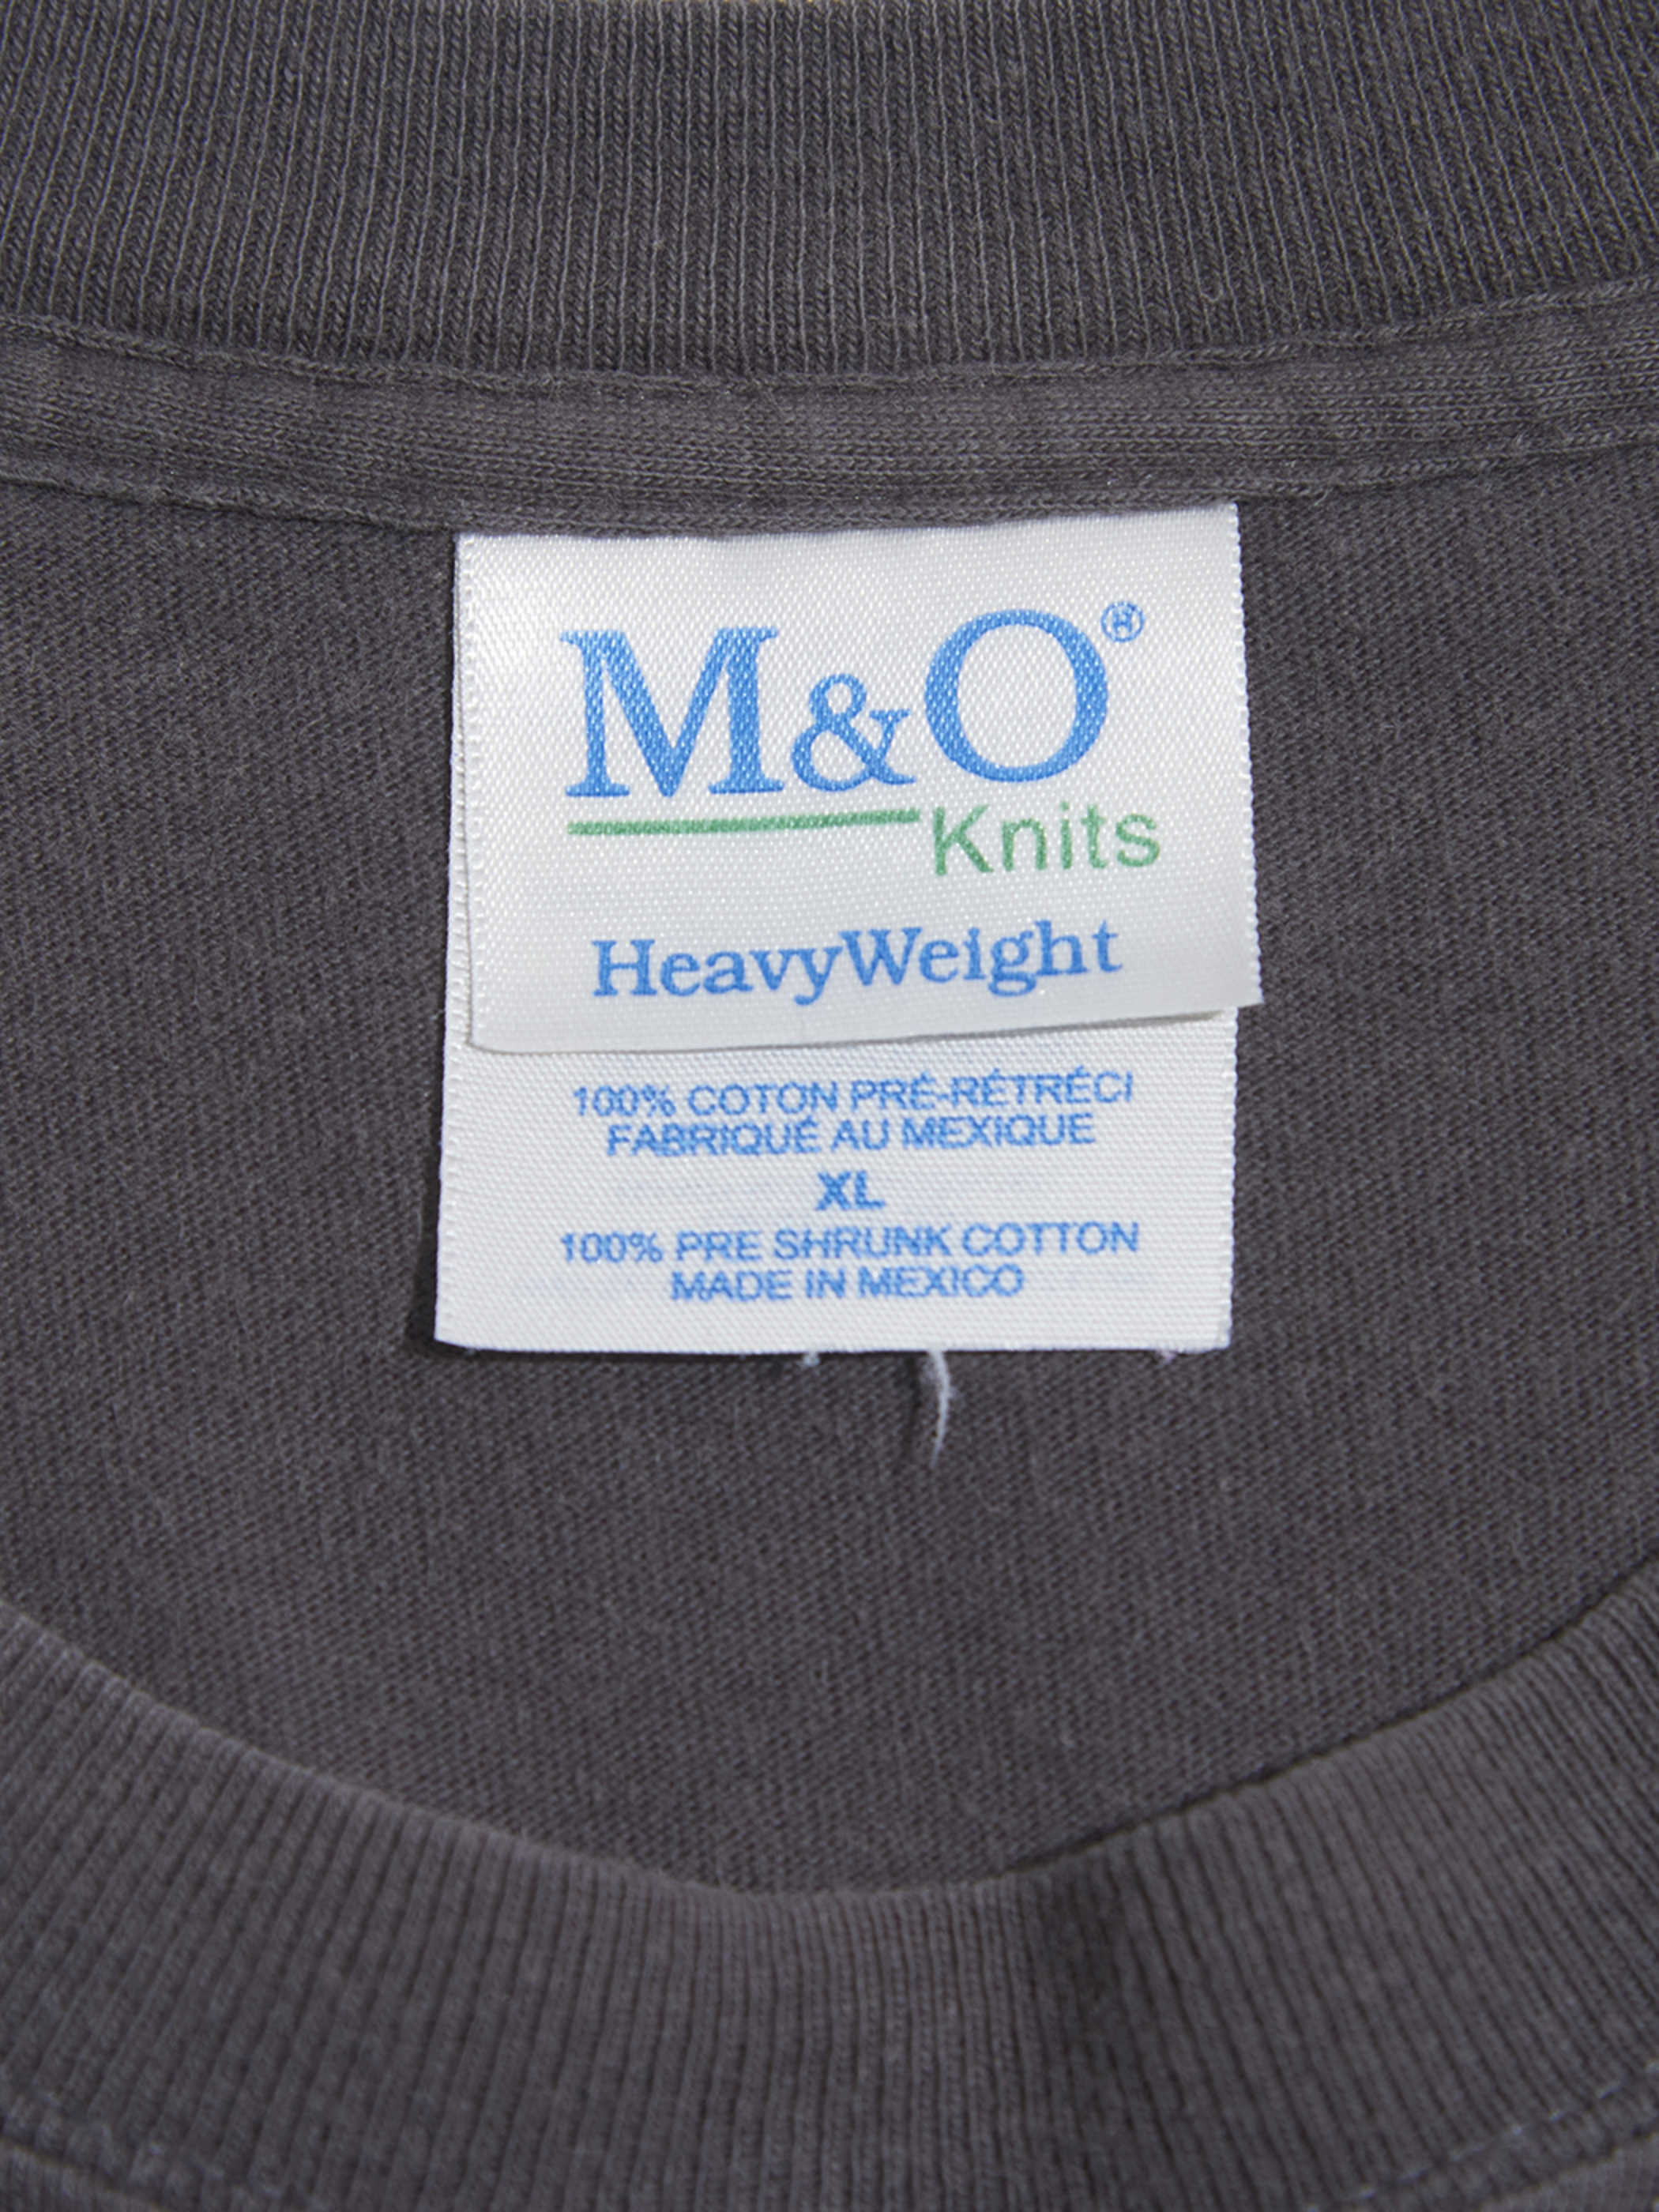 M&O®
Knits
HeavyWeight
100% COTON PRÉ-RÉTRÉCI
FABRIQUÉ AU MEXIQUE
XL
100% PRE SHRUNK COTTON
MADE IN MEXICO